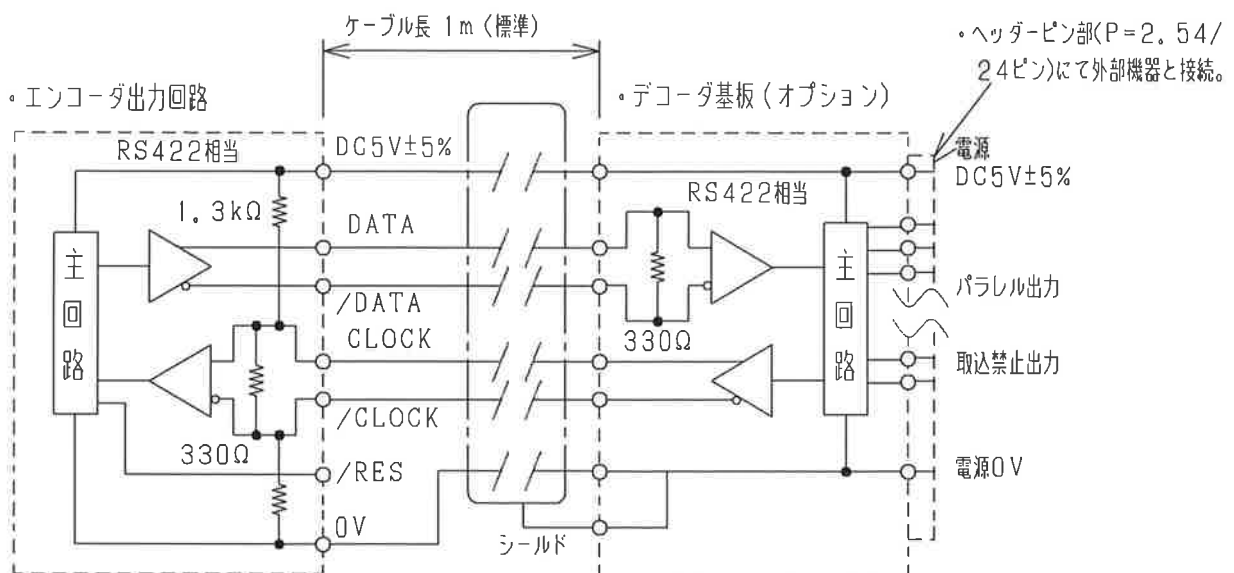 ケーブル長 1m (標準)
・ヘッダーピン部(P=2.54/
24ピン)にて外部機器と接続。
・エンコーダ出力回路
・デコーダ基板(オプション)
RS422相当
DC5V±5%
電源
DC5V±5%
RS422相当
1.3kΩ
DATA
主回路
主回路
/DATA
パラレル出力
CLOCK
330Ω
取込禁止出力
/CLOCK
330Ω
/RES
電源0V
0V
シールド